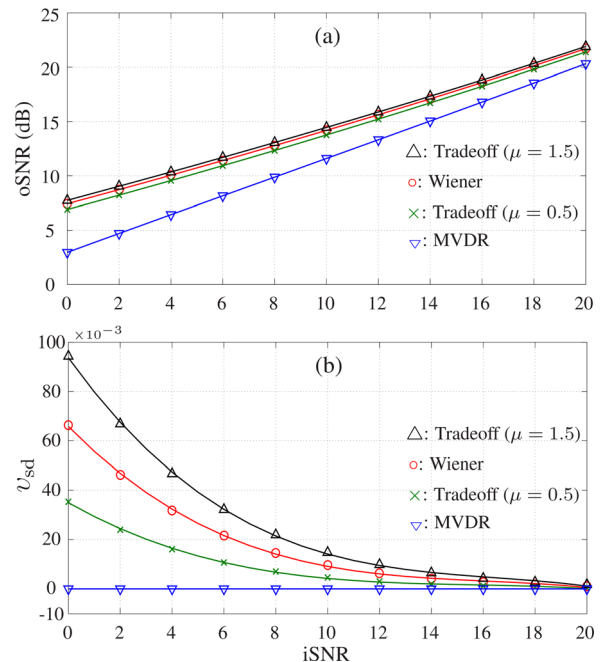 (a)
25
20
15
10
5
0
oSNR (dB)
△: Tradeoff (μ = 1.5)
○: Wiener
×: Tradeoff (μ = 0.5)
▽: MVDR
0 2 4 6 8 10 12 14 16 18 20
×10⁻³
(b)
100
80
60
40
20
0
-10
υsd
△: Tradeoff (μ = 1.5)
○: Wiener
×: Tradeoff (μ = 0.5)
▽: MVDR
0 2 4 6 8 10 12 14 16 18 20
iSNR